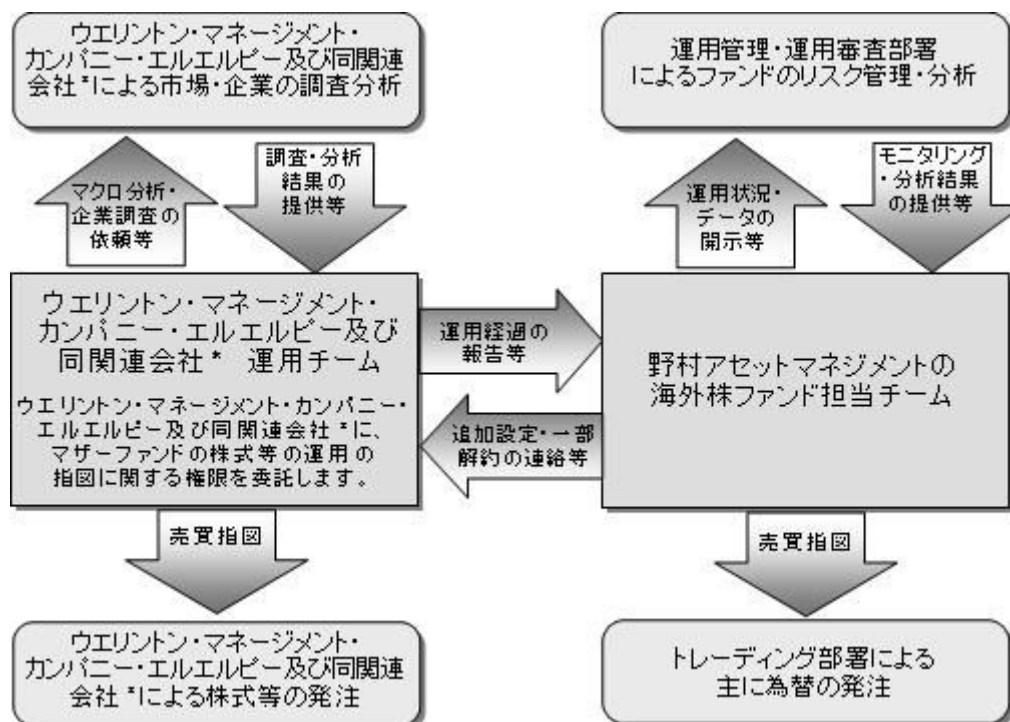 ウエリントン・マネージメント・
カンパニー・エルエルピー及び同関連
会社*による市場・企業の調査分析
運用管理・運用審査部署
によるファンドのリスク管理・分析
マクロ分析・
企業調査の
依頼等
調査・分析
結果の
提供等
運用状況・
データの
開示等
モニタリング
・分析結果
の提供等
ウエリントン・マネージメント・
カンパニー・エルエルピー及び
同関連会社* 運用チーム
ウエリントン・マネージメント・カンパニー・
エルエルピー及び同関連会社*に、
マザーファンドの株式等の運用の
指図に関する権限を委託します。
運用経過の
報告等
追加設定・一部
解約の連絡等
野村アセットマネジメントの
海外株ファンド担当チーム
売買指図
売買指図
ウエリントン・マネージメント・
カンパニー・エルエルピー及び同関連
会社*による株式等の発注
トレーディング部署による
主に為替の発注